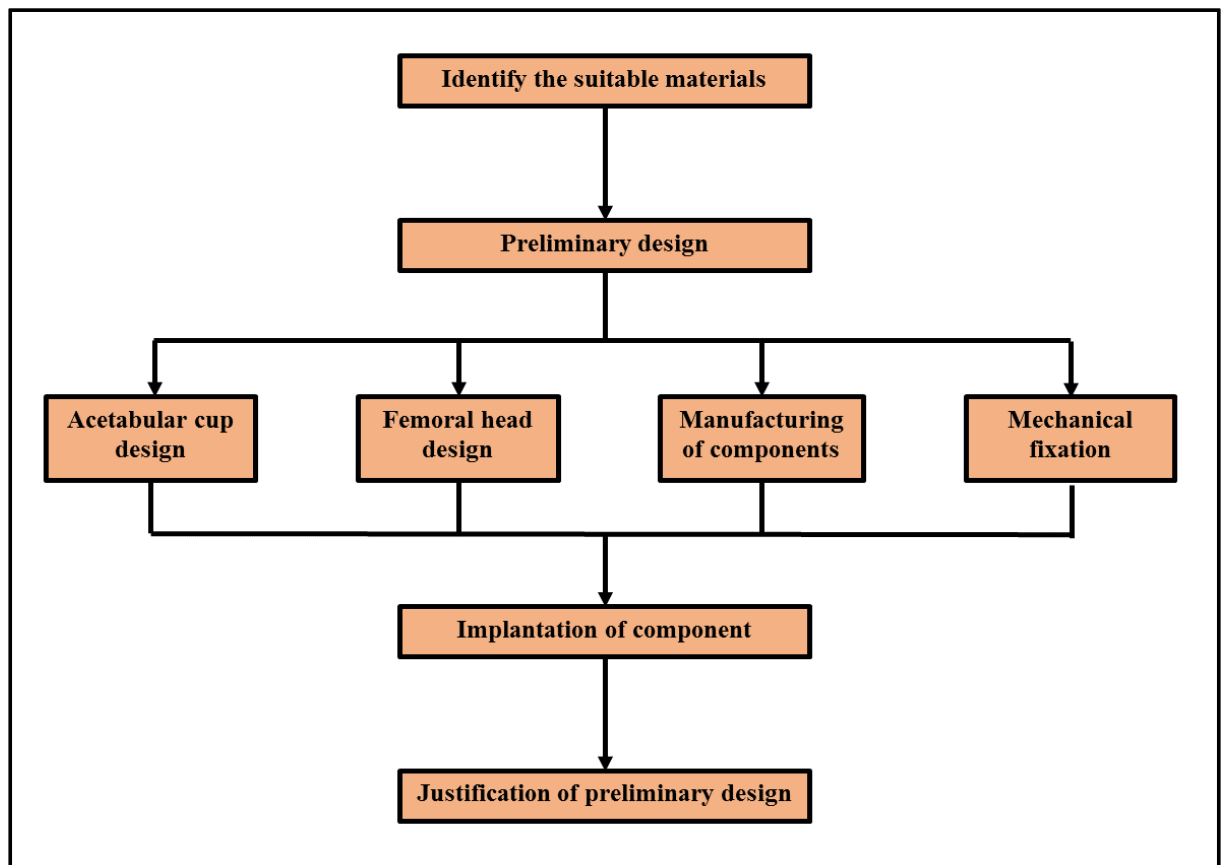 Identify the suitable materials
Preliminary design
Acetabular cup
design
Femoral head
design
Manufacturing
of components
Mechanical
fixation
Implantation of component
Justification of preliminary design